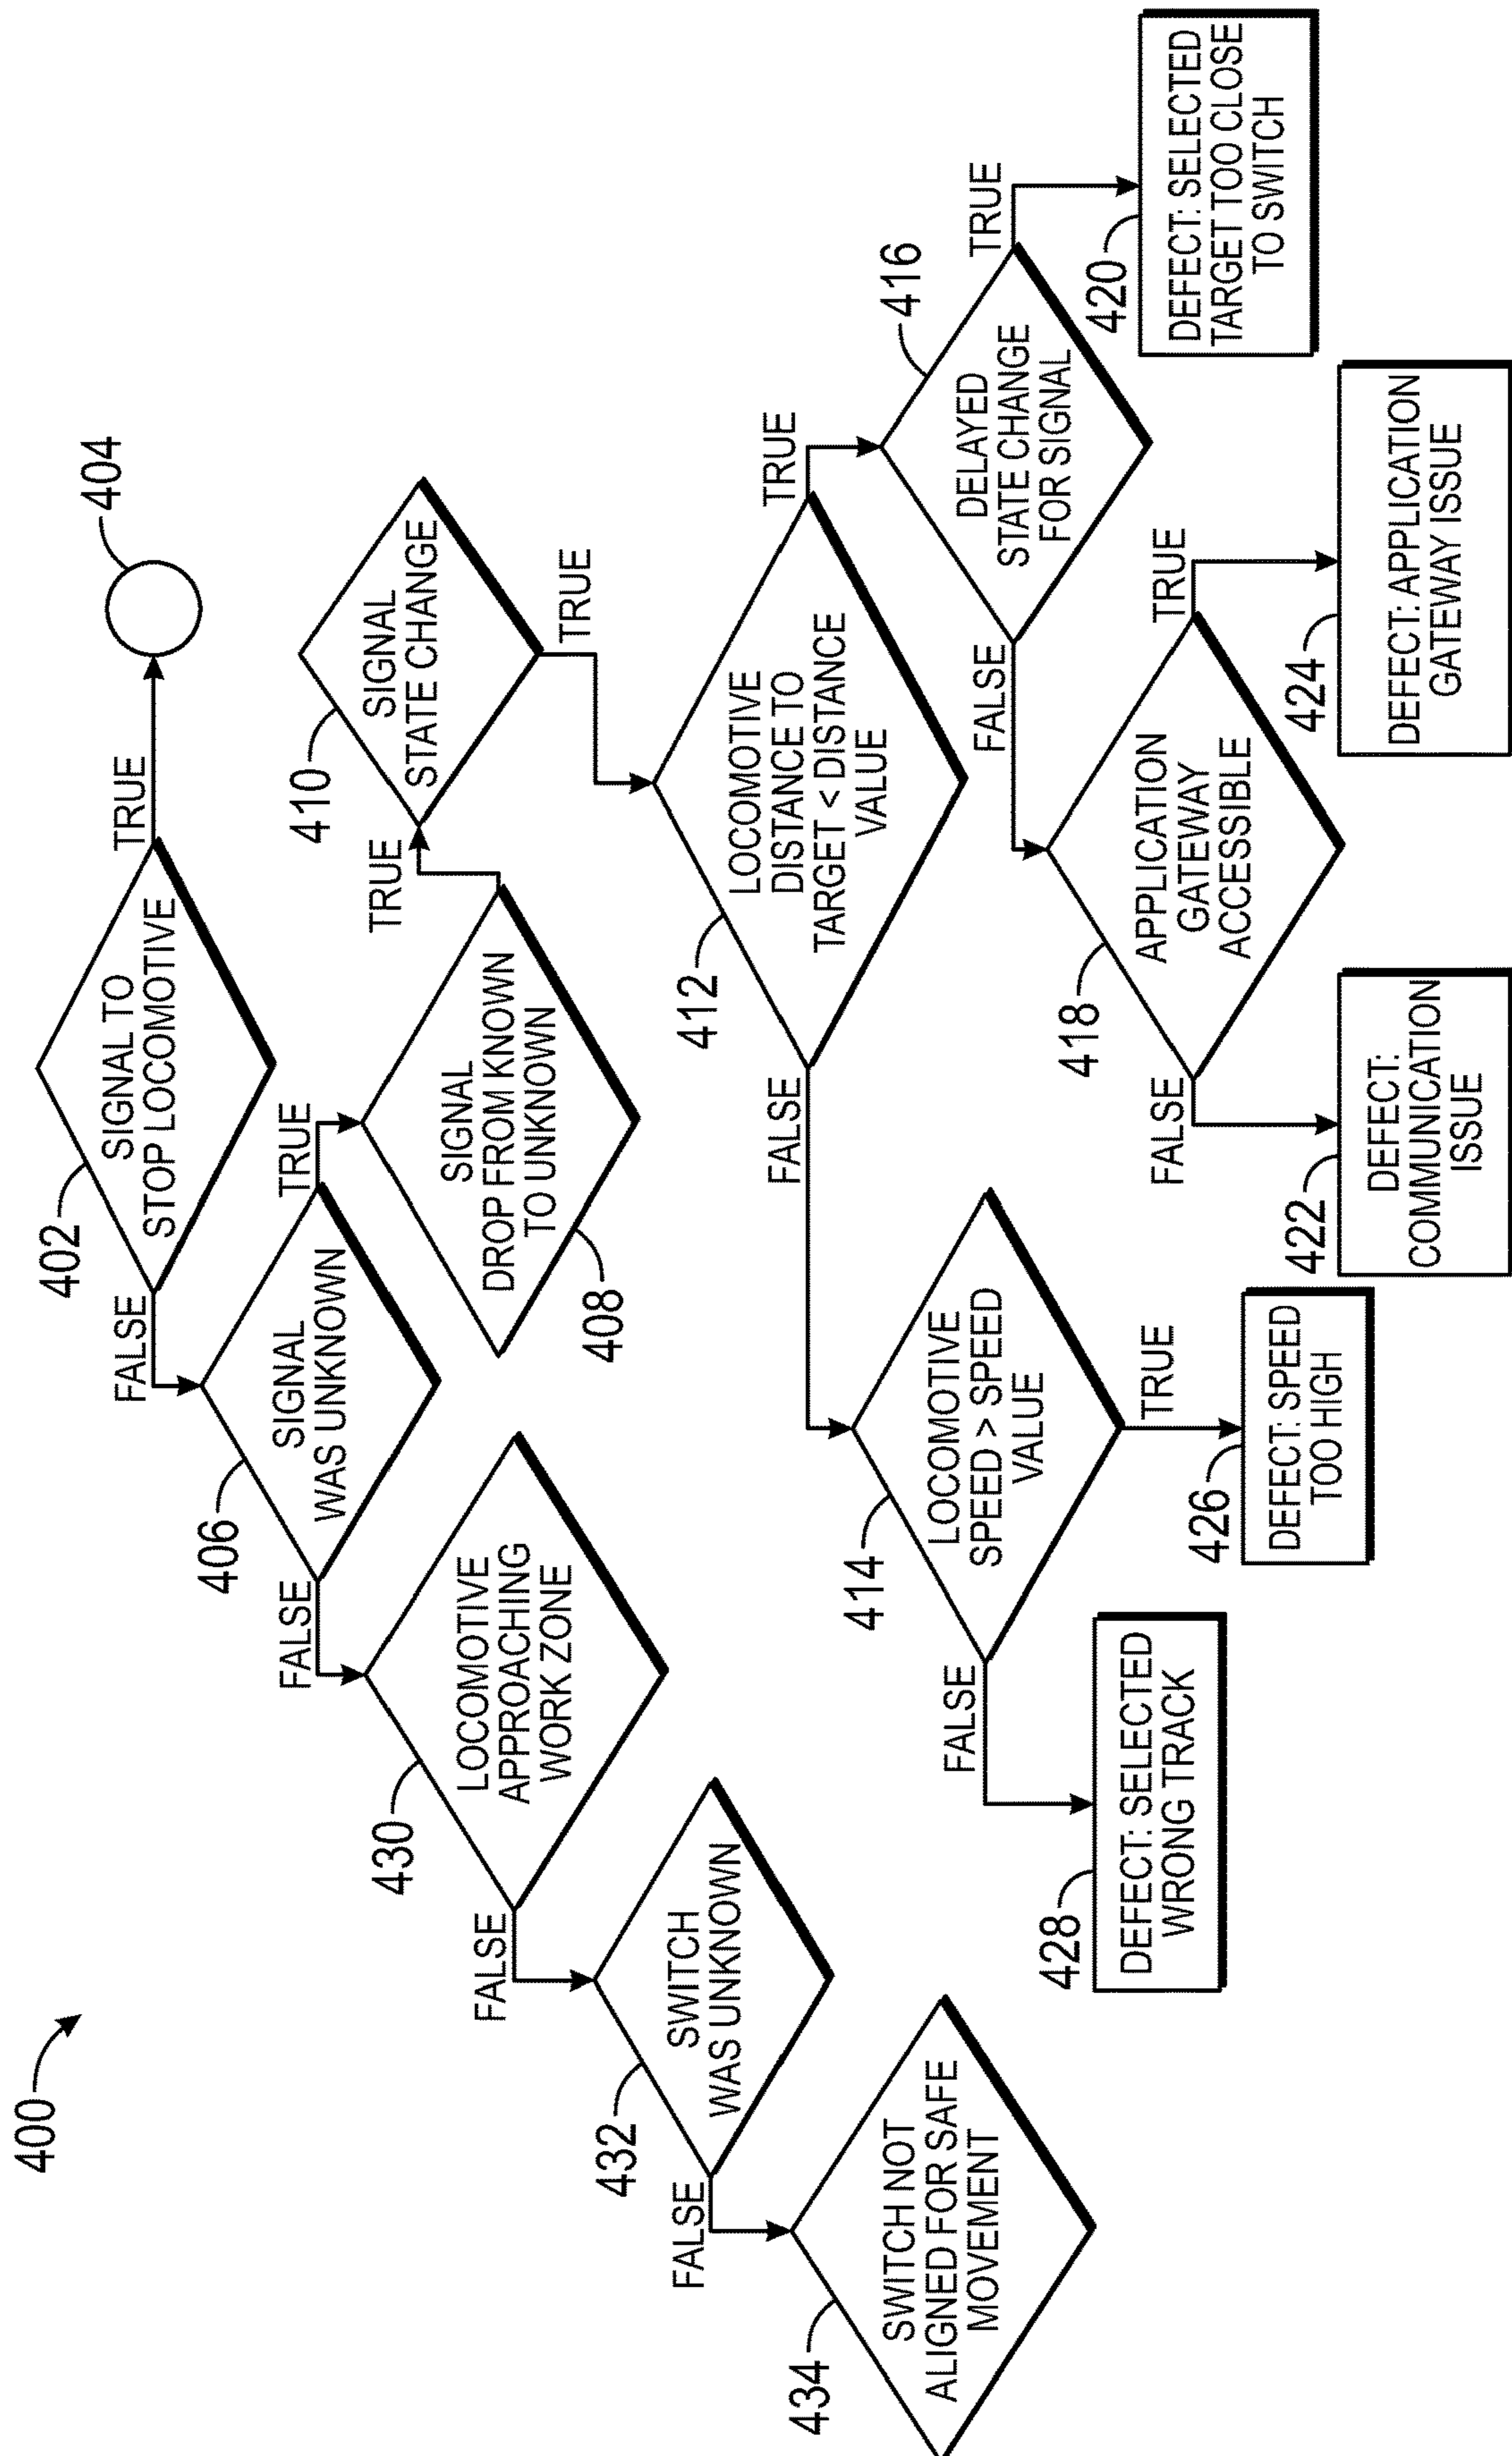 400
402
SIGNAL TO
STOP LOCOMOTIVE
TRUE
404
FALSE
406
SIGNAL
WAS UNKNOWN
TRUE
FALSE
408
SIGNAL
DROP FROM KNOWN
TO UNKNOWN
TRUE
410
SIGNAL
STATE CHANGE
TRUE
430
LOCOMOTIVE
APPROACHING
WORK ZONE
FALSE
432
SWITCH
WAS UNKNOWN
FALSE
434
SWITCH NOT
ALIGNED FOR SAFE
MOVEMENT
412
LOCOMOTIVE
DISTANCE TO
TARGET < DISTANCE
VALUE
FALSE
TRUE
414
LOCOMOTIVE
SPEED > SPEED
VALUE
FALSE
TRUE
428
DEFECT: SELECTED
WRONG TRACK
426
DEFECT: SPEED
TOO HIGH
416
DELAYED
STATE CHANGE
FOR SIGNAL
FALSE
TRUE
420
DEFECT: SELECTED
TARGET TOO CLOSE
TO SWITCH
418
APPLICATION
GATEWAY
ACCESSIBLE
FALSE
TRUE
422
DEFECT:
COMMUNICATION
ISSUE
424
DEFECT: APPLICATION
GATEWAY ISSUE